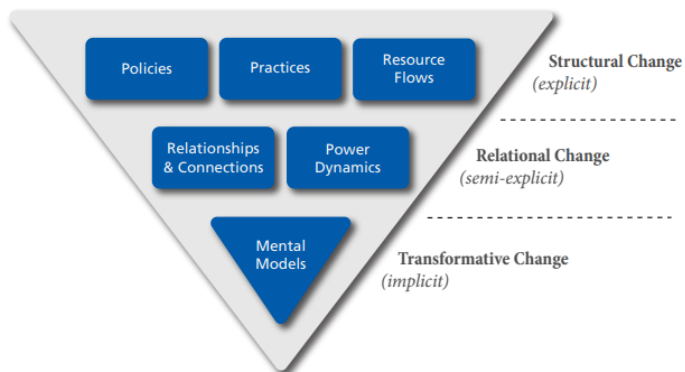 Policies
Practices
Resource
Flows
Structural Change
(explicit)
Relationships
& Connections
Power
Dynamics
Relational Change
(semi-explicit)
Mental
Models
Transformative Change
(implicit)